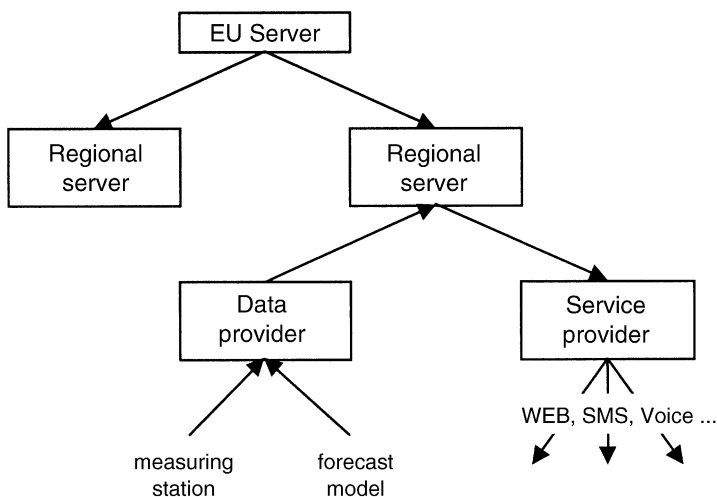 EU Server
Regional
server
Regional
server
Data
provider
Service
provider
WEB, SMS, Voice ...
measuring
station
forecast
model